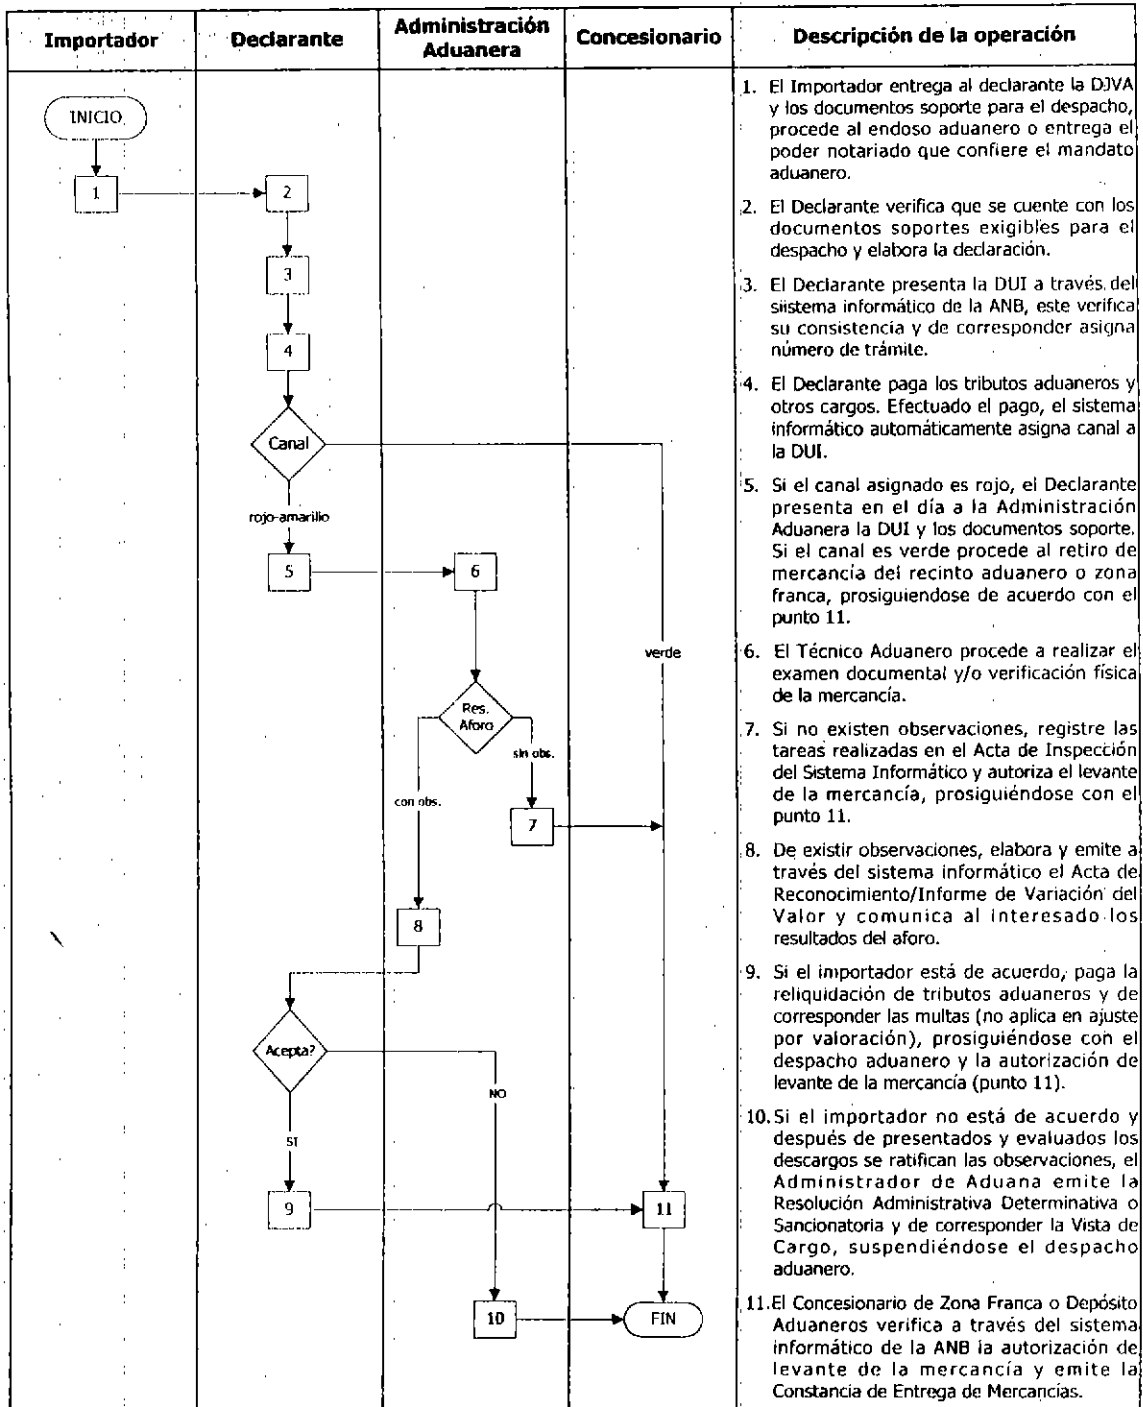 Importador
Declarante
Administración
Aduanera
Concesionario
Descripción de la operación
INICIO
1
2
3
4
Canal
rojo-amarillo
5
6
verde
Res.
Aforo
sin obs.
con obs.
7
8
Acepta?
NO
SI
9
11
10
FIN
1. El Importador entrega al declarante la DJVA
y los documentos soporte para el despacho,
procede al endoso aduanero o entrega el
poder notariado que confiere el mandato
aduanero.
2. El Declarante verifica que se cuente con los
documentos soportes exigibles para el
despacho y elabora la declaración.
3. El Declarante presenta la DUI a través del
siistema informático de la ANB, este verifica
su consistencia y de corresponder asigna
número de trámite.
4. El Declarante paga los tributos aduaneros y
otros cargos. Efectuado el pago, el sistema
informático automáticamente asigna canal a
la DUI.
5. Si el canal asignado es rojo, el Declarante
presenta en el día a la Administración
Aduanera la DUI y los documentos soporte.
Si el canal es verde procede al retiro de
mercancía del recinto aduanero o zona
franca, prosiguiendose de acuerdo con el
punto 11.
6. El Técnico Aduanero procede a realizar el
examen documental y/o verificación física
de la mercancía.
7. Si no existen observaciones, registre las
tareas realizadas en el Acta de Inspección
del Sistema Informático y autoriza el levante
de la mercancía, prosiguiéndose con el
punto 11.
8. De existir observaciones, elabora y emite a
través del sistema informático el Acta de
Reconocimiento/Informe de Variación del
Valor y comunica al interesado los
resultados del aforo.
9. Si el importador está de acuerdo, paga la
reliquidación de tributos aduaneros y de
corresponder las multas (no aplica en ajuste
por valoración), prosiguiéndose con el
despacho aduanero y la autorización de
levante de la mercancía (punto 11).
10. Si el importador no está de acuerdo y
después de presentados y evaluados los
descargos se ratifican las observaciones, el
Administrador de Aduana emite la
Resolución Administrativa Determinativa o
Sancionatoria y de corresponder la Vista de
Cargo, suspendiéndose el despacho
aduanero.
11. El Concesionario de Zona Franca o Depósito
Aduaneros verifica a través del sistema
informático de la ANB la autorización de
levante de la mercancía y emite la
Constancia de Entrega de Mercancías.